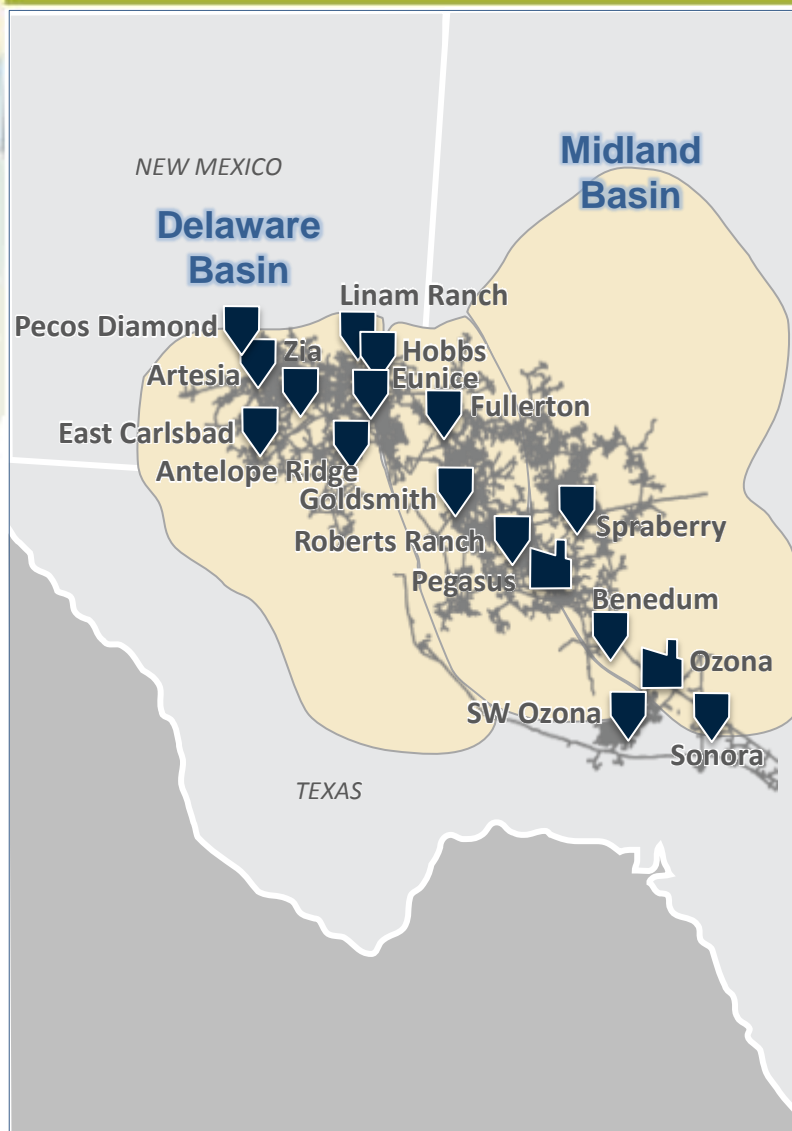 NEW MEXICO
Midland
Basin
Delaware
Basin
Linam Ranch
Pecos Diamond
Zia
Hobbs
Artesia
Eunice
Fullerton
East Carlsbad
Antelope Ridge
Goldsmith
Spraberry
Roberts Ranch
Pegasus
Benedum
Ozona
SW Ozona
Sonora
TEXAS